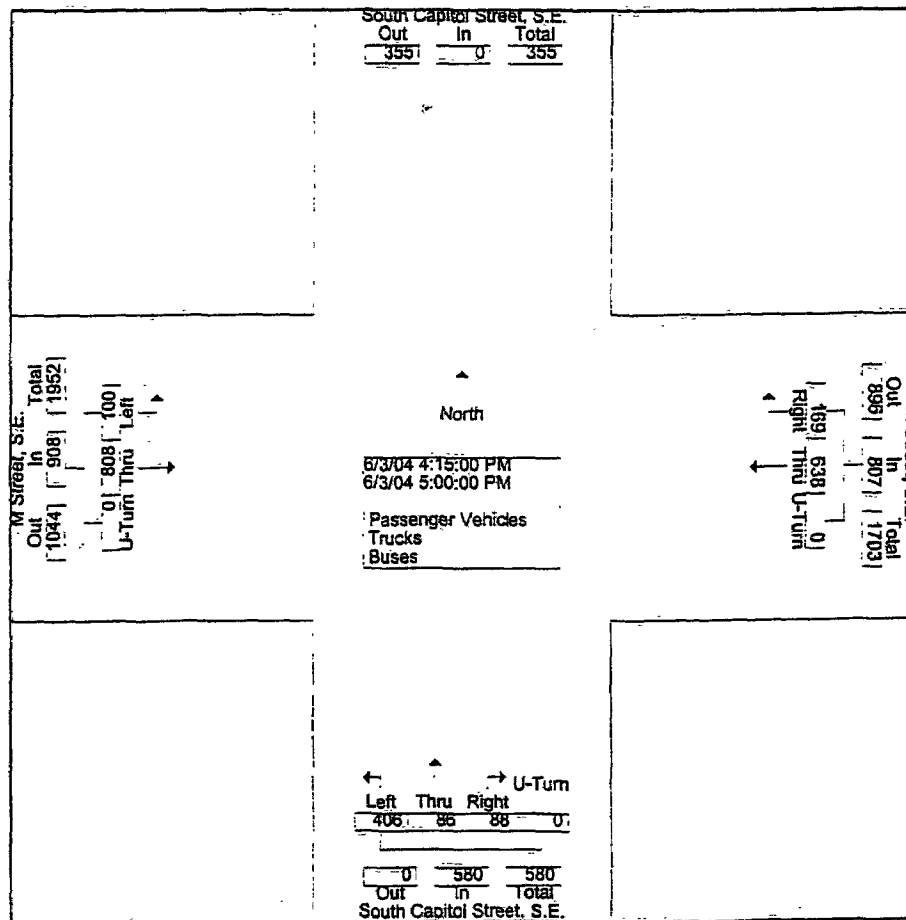 South Capitol Street, S.E.
Out In Total
355 0 355
M Street, S.E.
Out In Total
1044 908 1952
U-Turn Thru Left
0 808 100
North
6/3/04 4:15:00 PM
6/3/04 5:00:00 PM
Passenger Vehicles
Trucks
Buses
Out In Total
896 807 1703
Right Thru U-Turn
169 638 0
U-Turn
Left Thru Right
406 86 88 0
0 580 580
Out In Total
South Capitol Street, S.E.